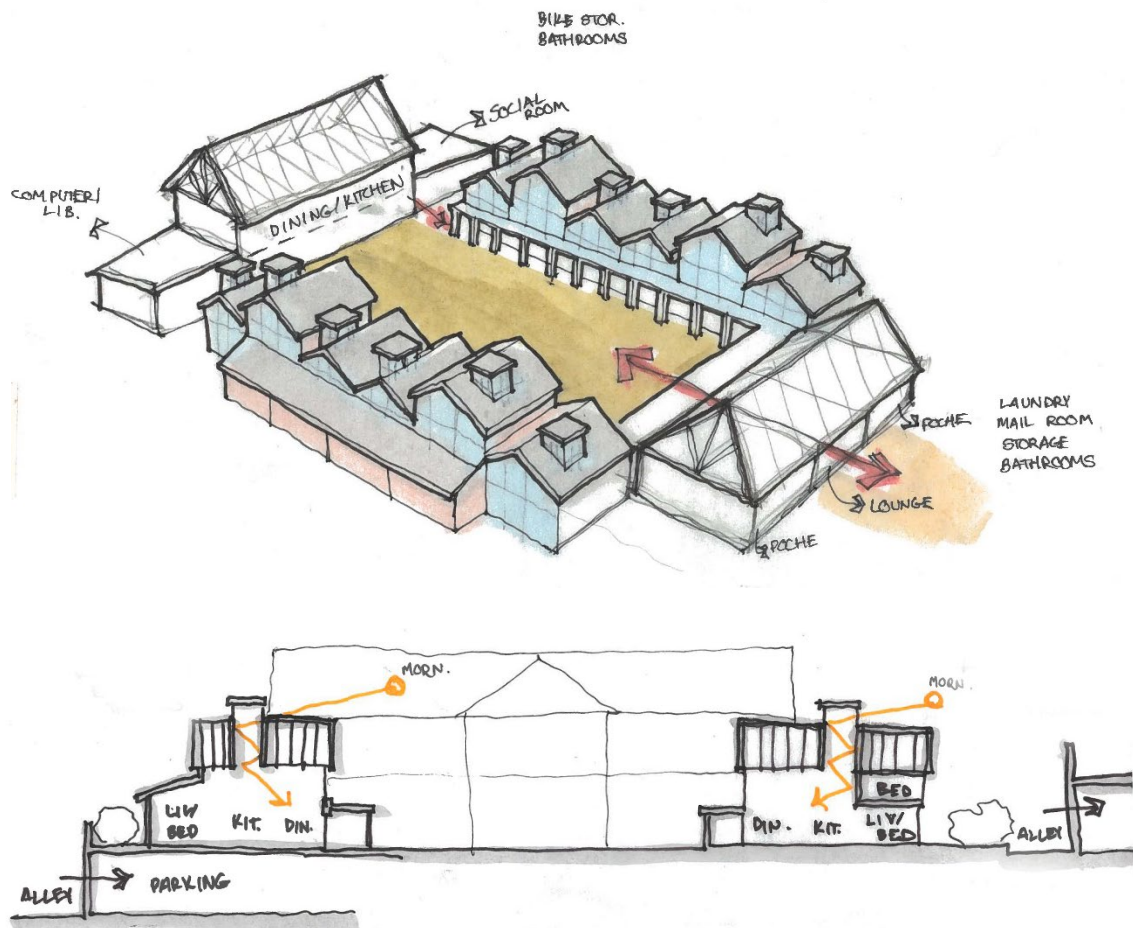 BIKE STOR.
BATHROOMS
SOCIAL
ROOM
COMPUTER/
LIB.
DINING/KITCHEN
POCHE
LAUNDRY
MAIL ROOM
STORAGE
BATHROOMS
LOUNGE
POCHE
MORN.
MORN.
LIV/
BED
KIT.
DIN.
DIN.
KIT.
BED
LIV/
BED
ALLEY
ALLEY
PARKING